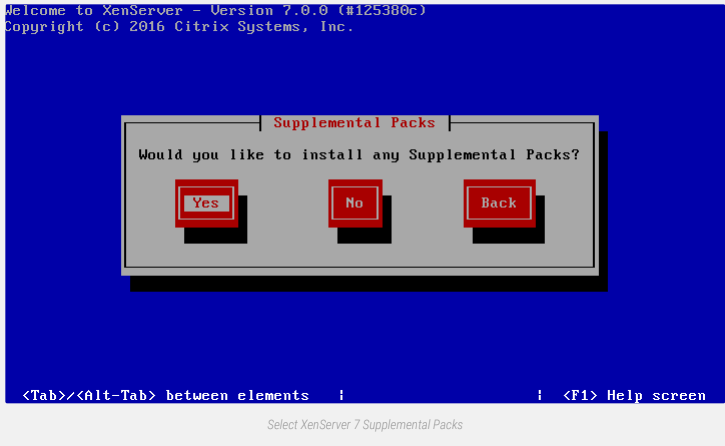 Welcome to XenServer - Version 7.0.0 (#125380c)
Copyright (c) 2016 Citrix Systems, Inc.
Supplemental Packs
Would you like to install any Supplemental Packs?
Yes No Back
<Tab>/<Alt-Tab> between elements | | <F1> Help screen
Select XenServer 7 Supplemental Packs